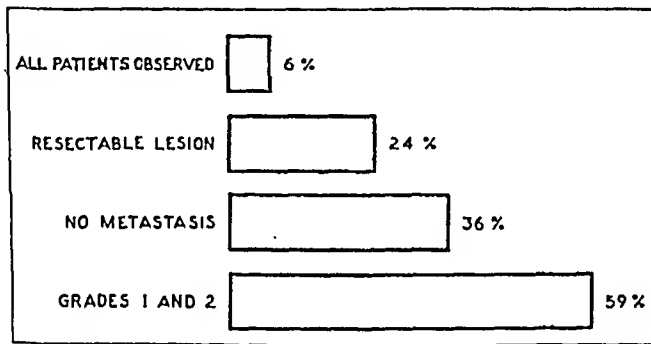 ALL PATIENTS OBSERVED 6 %
RESECTABLE LESION 24 %
NO METASTASIS 36 %
GRADES 1 AND 2 59 %